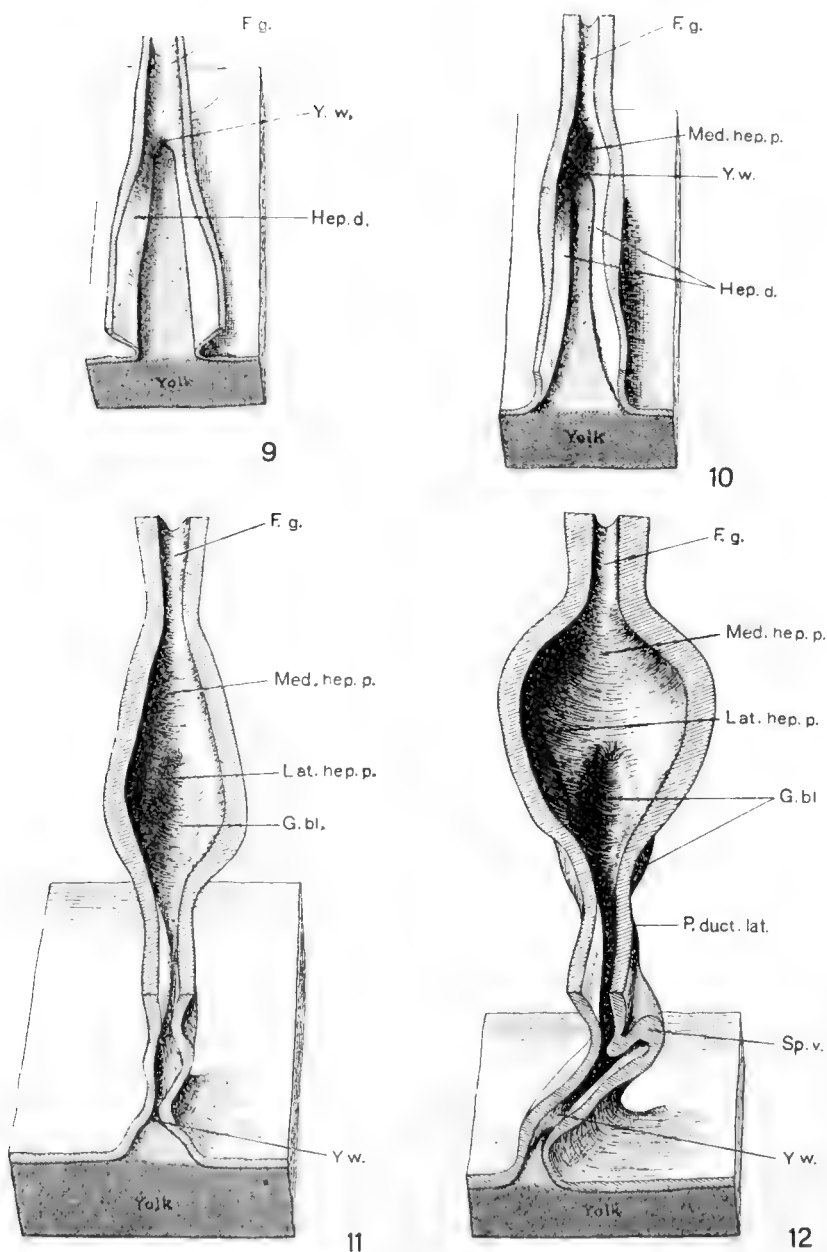 F. g.
Y. w.
Hep. d.
Yolk
9
F. g.
Med. hep. p.
Y. w.
Hep. d.
Yolk
10
F. g.
Med. hep. p.
Lat. hep. p.
G. bl.
Y w.
Yolk
11
F. g.
Med. hep. p.
Lat. hep. p.
G. bl
P. duct. lat.
Sp. v.
Y w.
Yolk
12